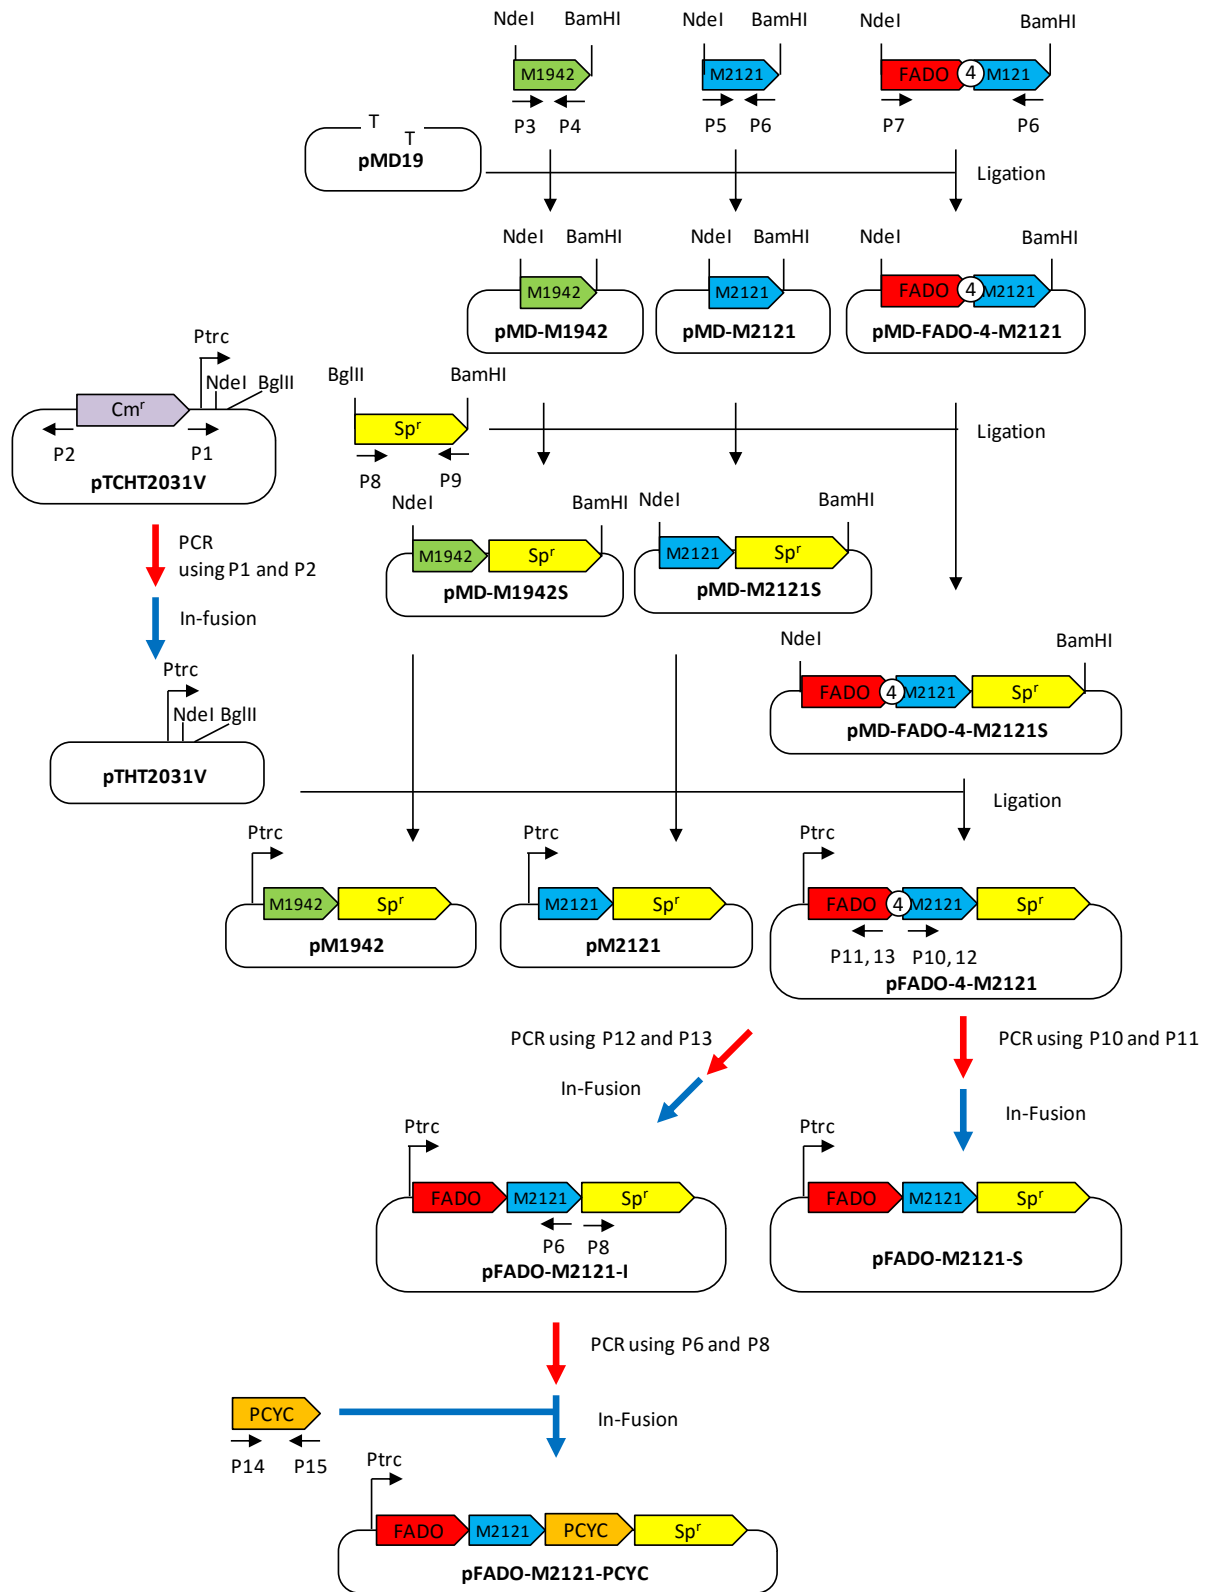 NdeI BamHI NdeI BamHI NdeI BamHI
M1942 M2121 FADO 4 M121
P3 P4 P5 P6 P7 P6
T
T
pMD19
Ligation
NdeI BamHI NdeI BamHI NdeI BamHI
M1942 M2121 FADO 4 M2121
pMD-M1942 pMD-M2121 pMD-FADO-4-M2121
Ptrc
NdeI BglII
Cmr
P2 P1
pTCHT2031V
BglII BamHI
Spr
P8 P9
Ligation
NdeI BamHI NdeI BamHI
M1942 Spr M2121 Spr
pMD-M1942S pMD-M2121S
PCR
using P1 and P2
In-fusion
NdeI BamHI
FADO 4 M2121 Spr
pMD-FADO-4-M2121S
Ptrc
NdeI BglII
pTHT2031V
Ligation
Ptrc Ptrc Ptrc
M1942 Spr M2121 Spr FADO 4 M2121 Spr
P11, 13 P10, 12
pM1942 pM2121 pFADO-4-M2121
PCR using P12 and P13 PCR using P10 and P11
In-Fusion In-Fusion
Ptrc Ptrc
FADO M2121 Spr FADO M2121 Spr
P6 P8
pFADO-M2121-I pFADO-M2121-S
PCR using P6 and P8
PCYC
In-Fusion
P14 P15
Ptrc
FADO M2121 PCYC Spr
pFADO-M2121-PCYC